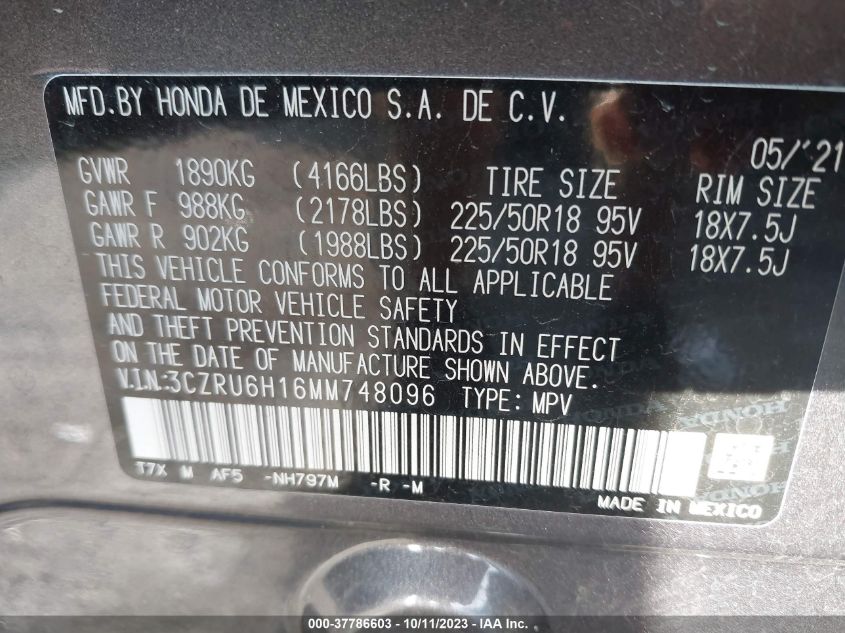 MFD.BY HONDA DE MEXICO S.A. DE C.V.
05/'21
GVWR 1890KG (4166LBS) TIRE SIZE RIM SIZE
GAWR F 988KG (2178LBS) 225/50R18 95V 18X7.5J
GAWR R 902KG (1988LBS) 225/50R18 95V 18X7.5J
THIS VEHICLE CONFORMS TO ALL APPLICABLE
FEDERAL MOTOR VEHICLE SAFETY
AND THEFT PREVENTION STANDARDS IN EFFECT
ON THE DATE OF MANUFACTURE SHOWN ABOVE.
V.I.N:3CZRU6H16MM748096 TYPE: MPV
HONDA HONDA
T7X M AF5 -NH797M -R -M
MADE IN MEXICO
000-37786603 - 10/11/2023 - IAA Inc.